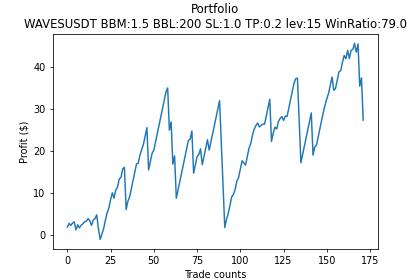 Portfolio
WAVESUSDT BBM:1.5 BBL:200 SL:1.0 TP:0.2 lev:15 WinRatio:79.0
Profit ($)
40
30
20
10
0
0 25 50 75 100 125 150 175
Trade counts